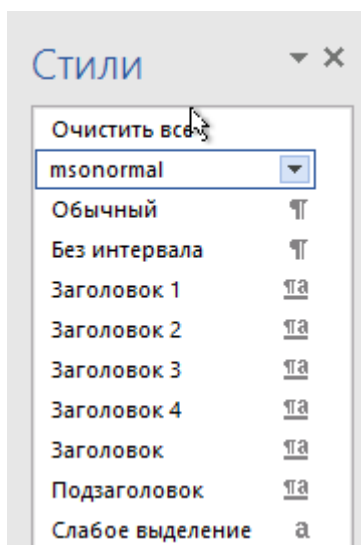 Стили
Очистить все
msonormal
Обычный
Без интервала
Заголовок 1
Заголовок 2
Заголовок 3
Заголовок 4
Заголовок
Подзаголовок
Слабое выделение